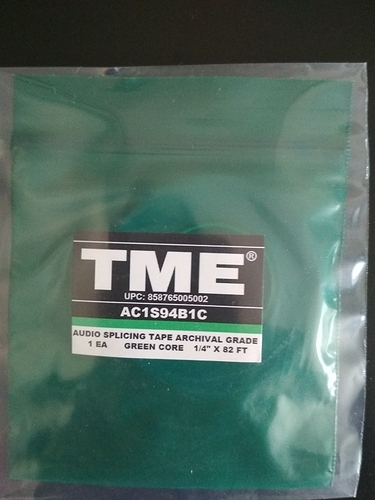 TME®
UPC: 858765005002
AC1S94B1C
AUDIO SPLICING TAPE ARCHIVAL GRADE
1 EA GREEN CORE 1/4" X 82 FT